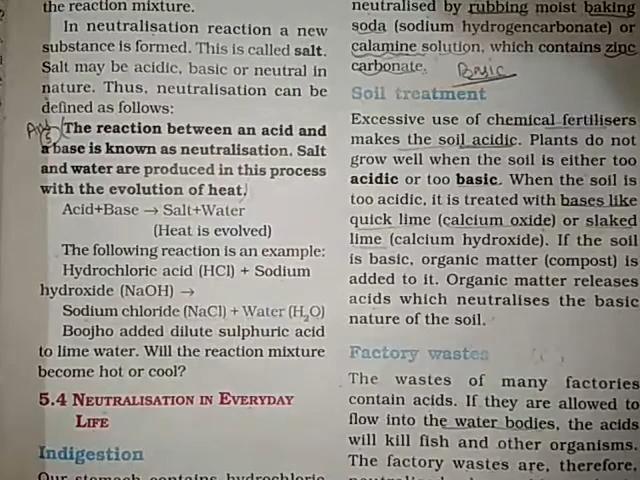 the reaction mixture.
In neutralisation reaction a new
substance is formed. This is called salt.
Salt may be acidic, basic or neutral in
nature. Thus, neutralisation can be
defined as follows:
The reaction between an acid and
a base is known as neutralisation. Salt
and water are produced in this process
with the evolution of heat.
Acid+Base → Salt+Water
(Heat is evolved)
The following reaction is an example:
Hydrochloric acid (HCl) + Sodium
hydroxide (NaOH) →
Sodium chloride (NaCl) + Water (H₂O)
Boojho added dilute sulphuric acid
to lime water. Will the reaction mixture
become hot or cool?
5.4 NEUTRALISATION IN EVERYDAY
LIFE
Indigestion
Our stomach contains hydrochloric
neutralised by rubbing moist baking
soda (sodium hydrogencarbonate) or
calamine solution, which contains zinc
carbonate. Basic
Soil treatment
Excessive use of chemical fertilisers
makes the soil acidic. Plants do not
grow well when the soil is either too
acidic or too basic. When the soil is
too acidic, it is treated with bases like
quick lime (calcium oxide) or slaked
lime (calcium hydroxide). If the soil
is basic, organic matter (compost) is
added to it. Organic matter releases
acids which neutralises the basic
nature of the soil.
Factory wastes
The wastes of many factories
contain acids. If they are allowed to
flow into the water bodies, the acids
will kill fish and other organisms.
The factory wastes are, therefore,